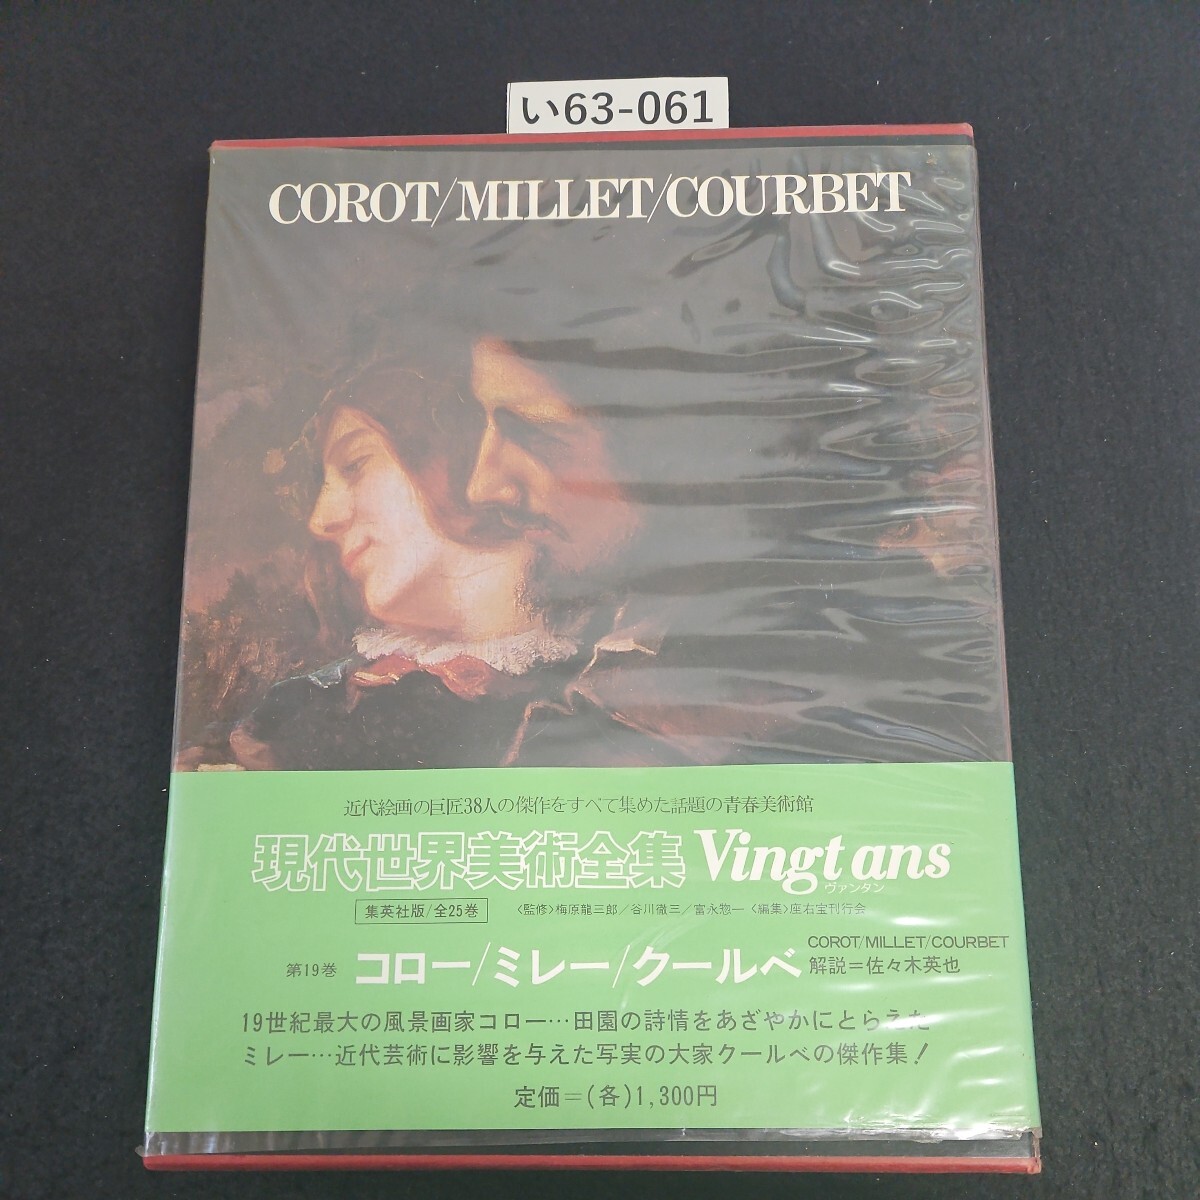 い63-061
COROT/MILLET/COURBET
近代絵画の巨匠38人の傑作をすべて集めた話題の青春美術館
現代世界美術全集 Vingt ans
ヴァンタン
集英社版/全25巻 〈監修〉梅原龍三郎／谷川徹三／富永惣一 〈編集〉座右宝刊行会
第19巻 コロー/ミレー/クールベ COROT/MILLET/COURBET
解説＝佐々木英也
19世紀最大の風景画家コロー…田園の詩情をあざやかにとらえた
ミレー…近代芸術に影響を与えた写実の大家クールベの傑作集！
定価＝(各)1,300円